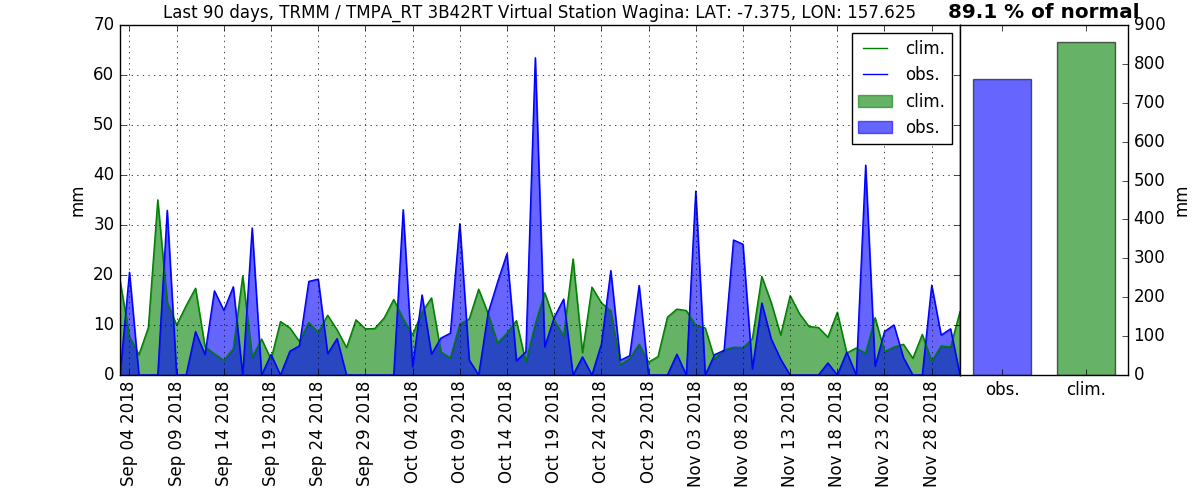 Last 90 days, TRMM / TMPA_RT 3B42RT Virtual Station Wagina: LAT: -7.375, LON: 157.625
89.1 % of normal
70
60
50
40
30
20
10
0
mm
clim.
obs.
clim.
obs.
900
800
700
600
500
400
300
200
100
0
mm
obs.
clim.
Sep 04 2018
Sep 09 2018
Sep 14 2018
Sep 19 2018
Sep 24 2018
Sep 29 2018
Oct 04 2018
Oct 09 2018
Oct 14 2018
Oct 19 2018
Oct 24 2018
Oct 29 2018
Nov 03 2018
Nov 08 2018
Nov 13 2018
Nov 18 2018
Nov 23 2018
Nov 28 2018